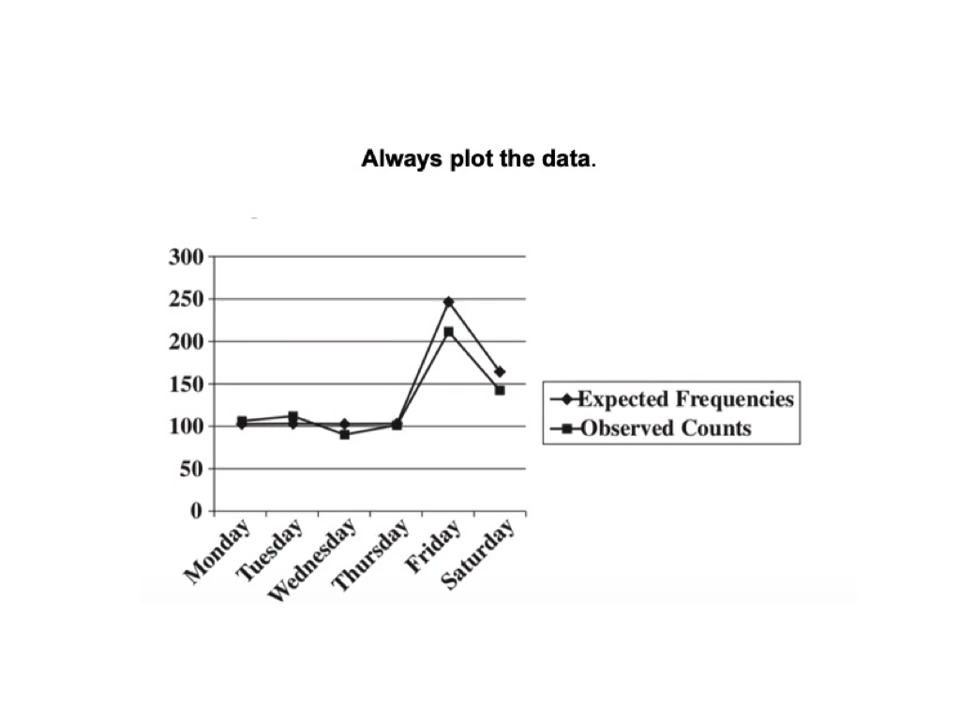 Always plot the data.
300
250
200
150
100
50
0
Monday
Tuesday
Wednesday
Thursday
Friday
Saturday
Expected Frequencies
Observed Counts